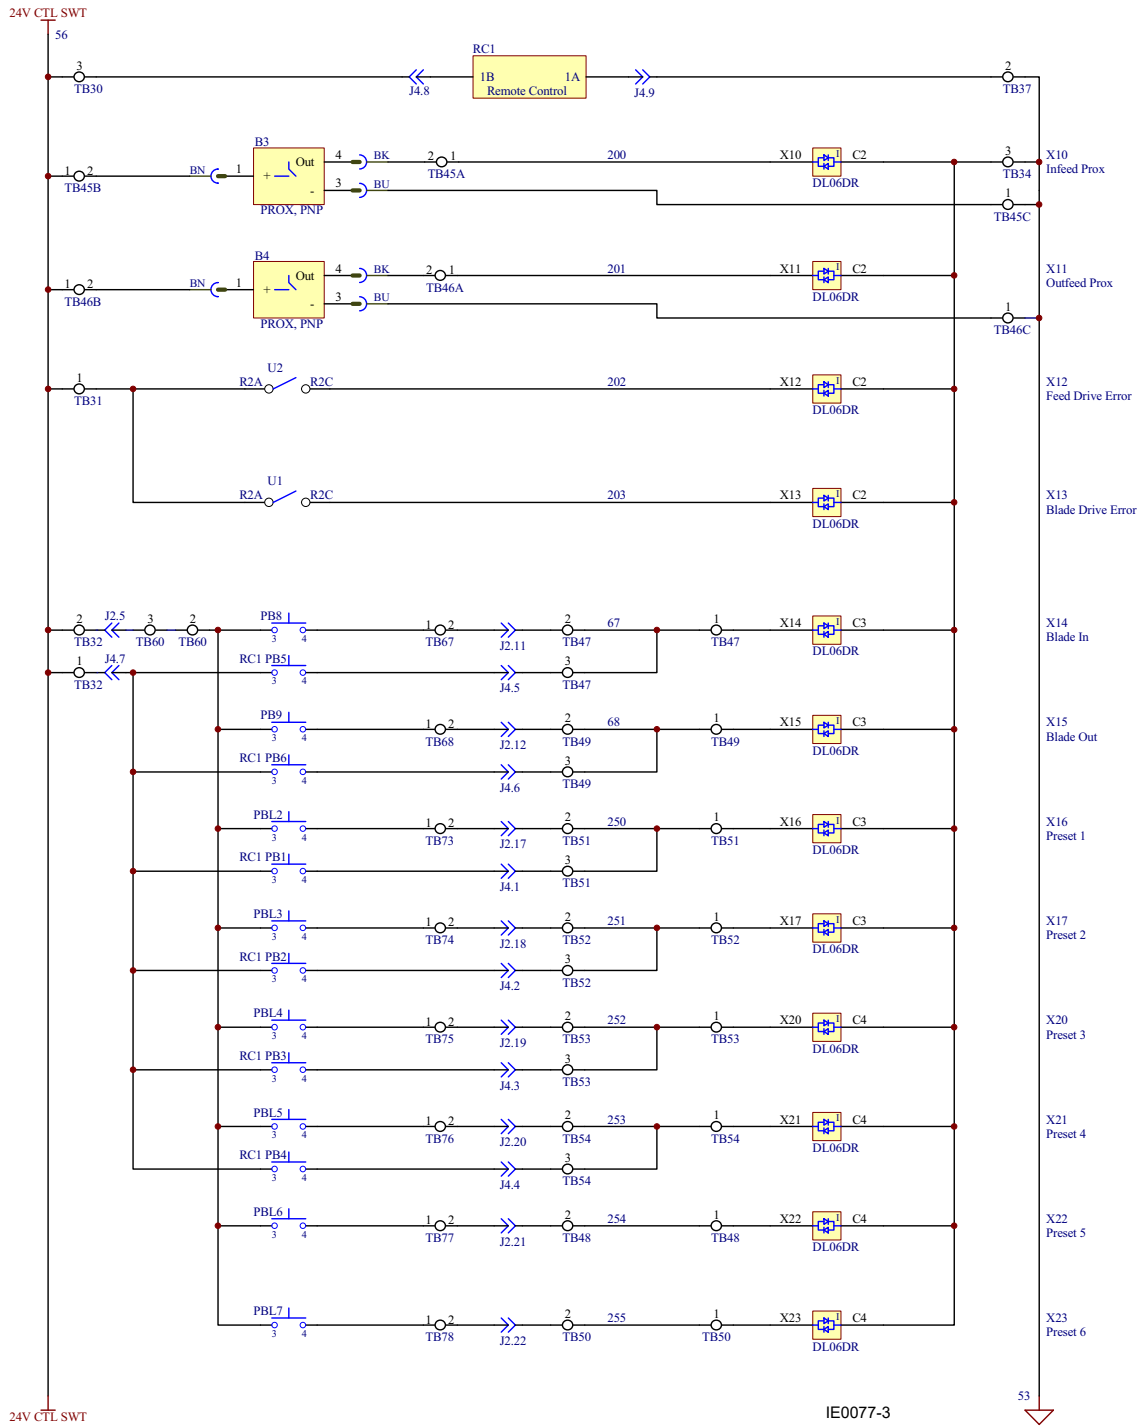 24V CTL SWT
56
RC1
3 1B 1A 2
TB30 J4.8 Remote Control J4.9 TB37
B3
1 2 BN 1 + Out - 4 BK 2 1 200 X10 I C2 3 X10
TB45B 3 BU TB45A DL06DR TB34 Infeed Prox
PROX, PNP 1
TB45C
B4
1 2 BN 1 + Out - 4 BK 2 1 201 X11 I C2 X11
TB46B 3 BU TB46A DL06DR Outfeed Prox
PROX, PNP 1
TB46C
U2
1 R2A R2C 202 X12 I C2 X12
TB31 DL06DR Feed Drive Error
U1
R2A R2C 203 X13 I C2 X13
DL06DR Blade Drive Error
2 J2.5 3 2 PB8 1 2 2 67 1 X14 I C3 X14
TB32 TB60 TB60 3 4 TB67 J2.11 TB47 TB47 DL06DR Blade In
1 J4.7 RC1 PB5 3
TB32 3 4 J4.5 TB47
PB9 1 2 2 68 1 X15 I C3 X15
3 4 TB68 J2.12 TB49 TB49 DL06DR Blade Out
RC1 PB6 3
3 4 J4.6 TB49
PBL2 1 2 2 250 1 X16 I C3 X16
3 4 TB73 J2.17 TB51 TB51 DL06DR Preset 1
RC1 PB1 3
3 4 J4.1 TB51
PBL3 1 2 2 251 1 X17 I C3 X17
3 4 TB74 J2.18 TB52 TB52 DL06DR Preset 2
RC1 PB2 3
3 4 J4.2 TB52
PBL4 1 2 2 252 1 X20 I C4 X20
3 4 TB75 J2.19 TB53 TB53 DL06DR Preset 3
RC1 PB3 3
3 4 J4.3 TB53
PBL5 1 2 2 253 1 X21 I C4 X21
3 4 TB76 J2.20 TB54 TB54 DL06DR Preset 4
RC1 PB4 3
3 4 J4.4 TB54
PBL6 1 2 2 254 1 X22 I C4 X22
3 4 TB77 J2.21 TB48 TB48 DL06DR Preset 5
PBL7 1 2 2 255 1 X23 I C4 X23
3 4 TB78 J2.22 TB50 TB50 DL06DR Preset 6
53
24V CTL SWT
IE0077-3